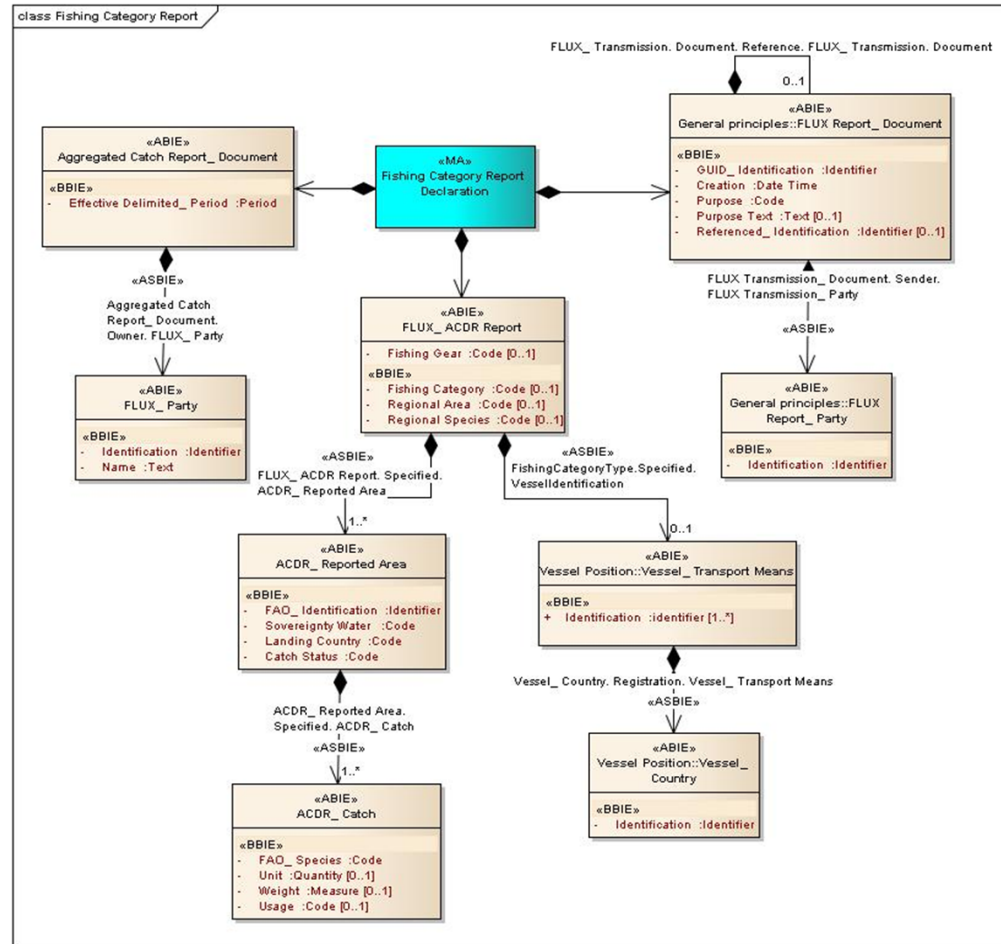 class Fishing Category Report
FLUX_ Transmission. Document. Reference. FLUX_ Transmission. Document
0..1
«ABIE»
General principles::FLUX Report_ Document
«BBIE»
- GUID_ Identification :Identifier
- Creation :Date Time
- Purpose :Code
- Purpose Text :Text [0..1]
- Referenced_ Identification :Identifier [0..1]
«ABIE»
Aggregated Catch Report_ Document
«BBIE»
- Effective Delimited_ Period :Period
«MA»
Fishing Category Report
Declaration
«ASBIE»
Aggregated Catch
Report_ Document.
Owner. FLUX_ Party
FLUX Transmission_ Document. Sender.
FLUX Transmission_ Party
«ASBIE»
«ABIE»
FLUX_ ACDR Report
- Fishing Gear :Code [0..1]
«BBIE»
- Fishing Category :Code [0..1]
- Regional Area :Code [0..1]
- Regional Species :Code [0..1]
«ABIE»
FLUX_ Party
«BBIE»
- Identification :Identifier
- Name :Text
«ABIE»
General principles::FLUX
Report_ Party
«BBIE»
- Identification :Identifier
«ASBIE»
FLUX_ ACDR Report. Specified.
ACDR_ Reported Area
1..*
«ASBIE»
FishingCategoryType.Specified.
VesselIdentification
0..1
«ABIE»
ACDR_ Reported Area
«BBIE»
- FAO_ Identification :Identifier
- Sovereignty Water :Code
- Landing Country :Code
- Catch Status :Code
«ABIE»
Vessel Position::Vessel_ Transport Means
«BBIE»
+ Identification :identifier [1..*]
ACDR_ Reported Area.
Specified. ACDR_ Catch
«ASBIE»
1..*
Vessel_ Country. Registration. Vessel_ Transport Means
«ASBIE»
«ABIE»
Vessel Position::Vessel_
Country
«BBIE»
- Identification :Identifier
«ABIE»
ACDR_ Catch
«BBIE»
- FAO_ Species :Code
- Unit :Quantity [0..1]
- Weight :Measure [0..1]
- Usage :Code [0..1]